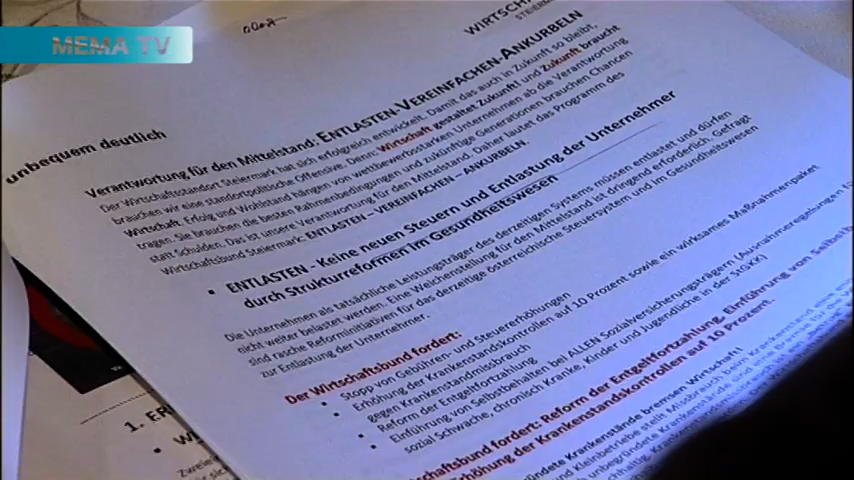 MEMA TV
unbequem deutlich
Verantwortung für den Mittelstand: ENTLASTEN-VEREINFACHEN-ANKURBELN
Der Wirtschaftsstandort Steiermark hat sich erfolgreich entwickelt. Damit das auch in Zukunft so bleibt,
brauchen wir eine standortpolitische Offensive. Denn: Wirtschaft gestaltet Zukunft! und Zukunft braucht
Wirtschaft. Erfolg und Wohlstand hängen von wettbewerbsstarken Unternehmen ab die Verantwortung
tragen. Sie brauchen die besten Rahmenbedingungen und zukünftige Generationen brauchen Chancen
statt Schulden. Das ist unsere Verantwortung für den Mittelstand. Daher lautet das Programm des
Wirtschaftsbund Steiermark: ENTLASTEN – VEREINFACHEN – ANKURBELN.
• ENTLASTEN - Keine neuen Steuern und Entlastung der Unternehmer
durch Strukturreformen im Gesundheitswesen
Die Unternehmen als tatsächliche Leistungsträger des derzeitigen Systems müssen entlastet und dürfen
nicht weiter belastet werden. Eine Weichenstellung für den Mittelstand ist dringend erforderlich. Gefragt
sind rasche Reforminitiativen für das derzeitige österreichische Steuersystem und im Gesundheitswesen
zur Entlastung der Unternehmer.
Der Wirtschaftsbund fordert:
• Stopp von Gebühren- und Steuererhöhungen
• Erhöhung der Krankenstandskontrollen auf 10 Prozent sowie ein wirksames Maßnahmenpaket
gegen Krankenstandmissbrauch
• Reform der Entgeltfortzahlung
• Einführung von Selbstbehalten bei ALLEN Sozialversicherungsträgern (Ausnahmeregelungen für
sozial Schwache, chronisch Kranke, Kinder und Jugendliche in der StGKK)
fordert: Reform der Entgeltfortzahlung, Einführung von
der Krankenstandskontrollen auf 10 Prozent.
Krankenstände bremsen Wirtschaft!